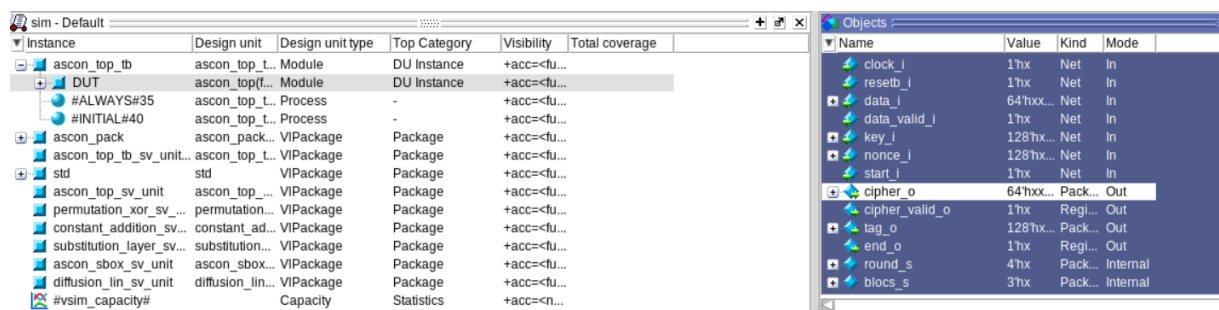 sim - Default
Instance Design unit Design unit type Top Category Visibility Total coverage
ascon_top_tb ascon_top_t... Module DU Instance +acc=<fu...
DUT ascon_top(f... Module DU Instance +acc=<fu...
#ALWAYS#35 ascon_top_t... Process - +acc=<fu...
#INITIAL#40 ascon_top_t... Process - +acc=<fu...
ascon_pack ascon_pack... VIPackage Package +acc=<fu...
ascon_top_tb_sv_unit... ascon_top_t... VIPackage Package +acc=<fu...
std std VIPackage Package +acc=<fu...
ascon_top_sv_unit ascon_top_... VIPackage Package +acc=<fu...
permutation_xor_sv_... permutation... VIPackage Package +acc=<fu...
constant_addition_sv... constant_ad... VIPackage Package +acc=<fu...
substitution_layer_sv... substitution... VIPackage Package +acc=<fu...
ascon_sbox_sv_unit ascon_sbox... VIPackage Package +acc=<fu...
diffusion_lin_sv_unit diffusion_lin... VIPackage Package +acc=<fu...
#vsim_capacity# Capacity Statistics +acc=<n...
Objects
Name Value Kind Mode
clock_i 1'hx Net In
resetb_i 1'hx Net In
data_i 64'hxx... Net In
data_valid_i 1'hx Net In
key_i 128'hx... Net In
nonce_i 128'hx... Net In
start_i 1'hx Net In
cipher_o 64'hxx... Pack... Out
cipher_valid_o 1'hx Regi... Out
tag_o 128'hx... Pack... Out
end_o 1'hx Regi... Out
round_s 4'hx Pack... Internal
blocs_s 3'hx Pack... Internal